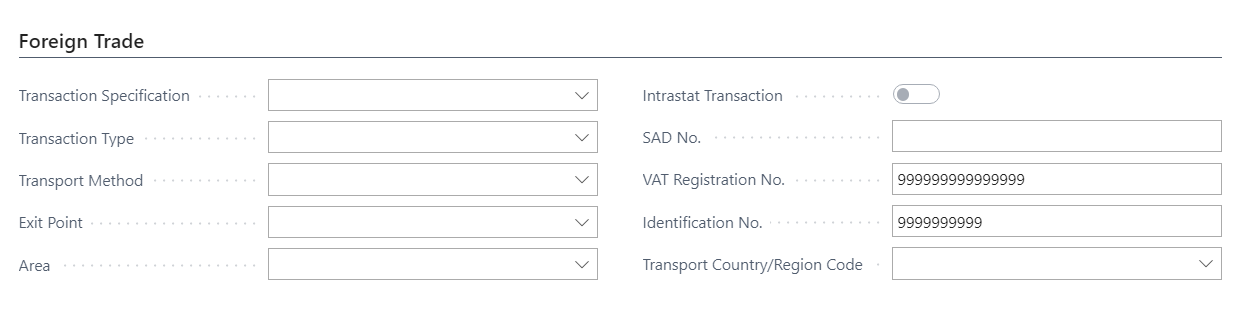 Foreign Trade
Transaction Specification
Transaction Type
Transport Method
Exit Point
Area
Intrastat Transaction
SAD No.
VAT Registration No. 999999999999999
Identification No. 9999999999
Transport Country/Region Code